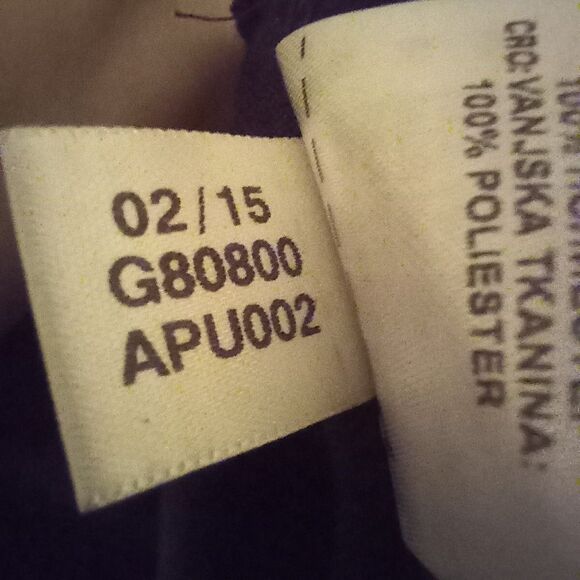 02/15
G80800
APU002
CRO:VANJSKA TKANINA:
100% POLIESTER